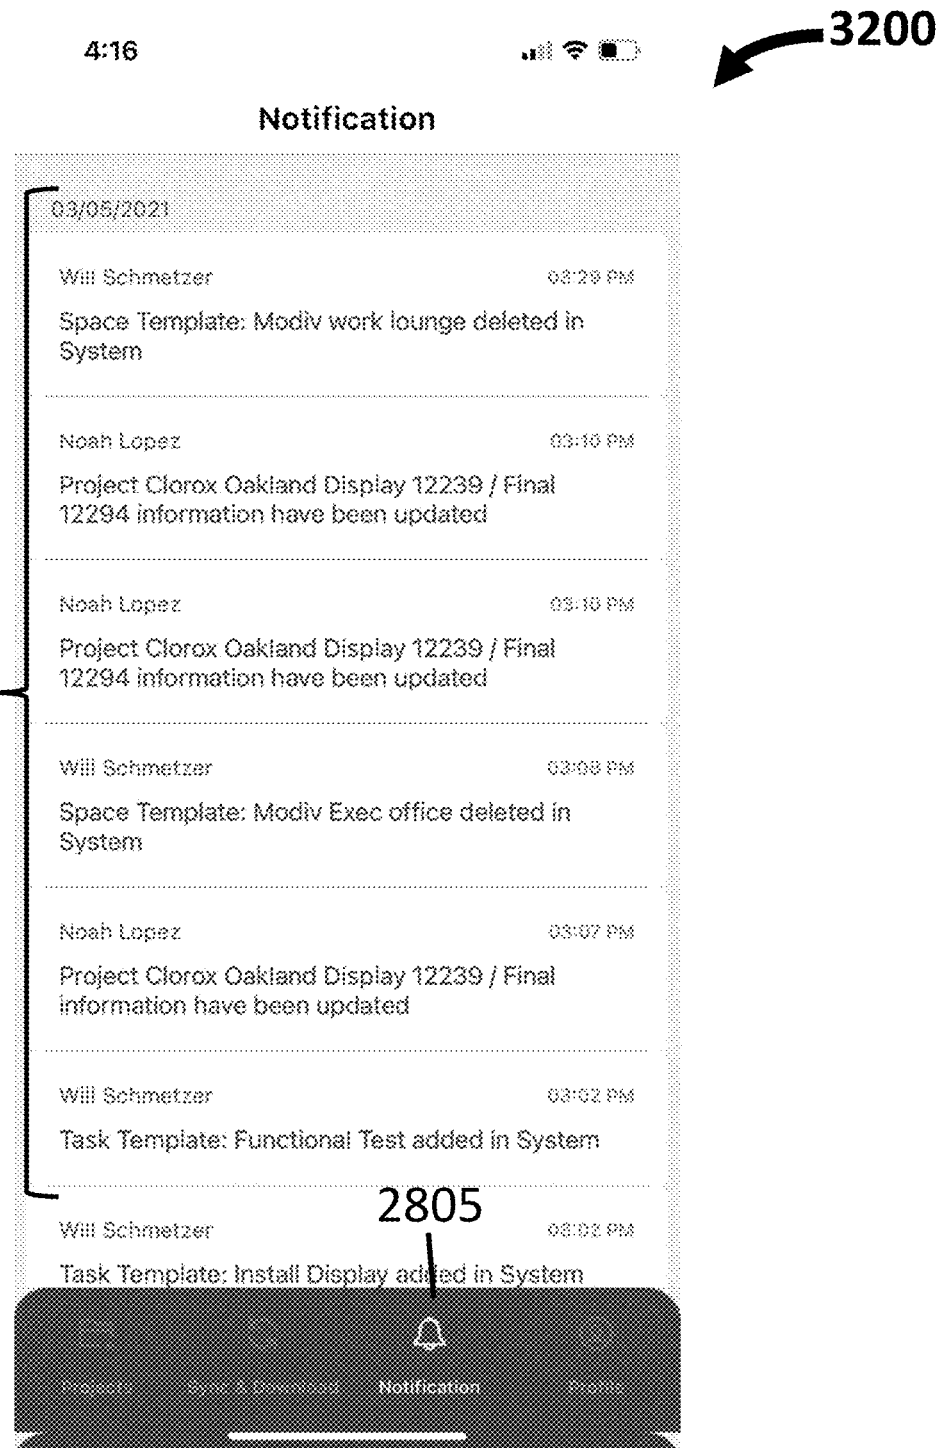 3200
4:16
Notification
03/05/2021
Will Schmetzer 03:29 PM
Space Template: Modiv work lounge deleted in
System
Noah Lopez 03:10 PM
Project Clorox Oakland Display 12239 / Final
12294 information have been updated
Noah Lopez 03:10 PM
Project Clorox Oakland Display 12239 / Final
12294 information have been updated
Will Schmetzer 03:08 PM
Space Template: Modiv Exec office deleted in
System
Noah Lopez 03:07 PM
Project Clorox Oakland Display 12239 / Final
information have been updated
Will Schmetzer 03:02 PM
Task Template: Functional Test added in System
2805
Will Schmetzer 03:02 PM
Task Template: Install Display added in System
Projects Sync & Download Notification Profile